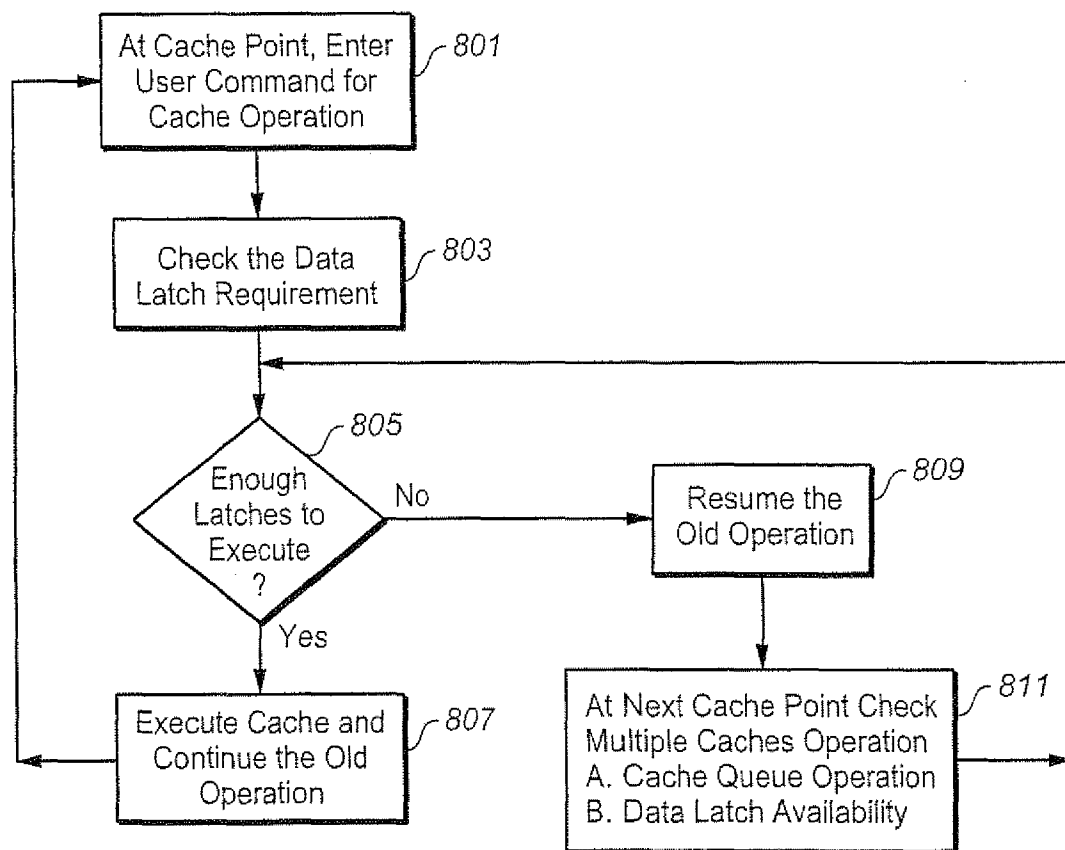 At Cache Point, Enter
User Command for
Cache Operation
801
Check the Data
Latch Requirement
803
Enough
Latches to
Execute
?
805
No
Yes
Resume the
Old Operation
809
Execute Cache and
Continue the Old
Operation
807
At Next Cache Point Check
Multiple Caches Operation
A. Cache Queue Operation
B. Data Latch Availability
811